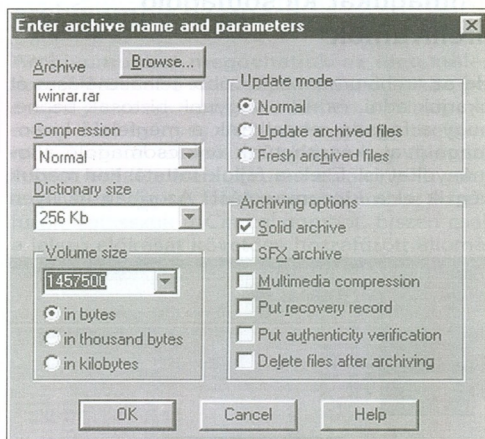 Enter archive name and parameters
Archive
Browse...
winrar.rar
Compression
Normal
Dictionary size
256 Kb
Volume size
1457500
in bytes
in thousand bytes
in kilobytes
Update mode
Normal
Update archived files
Fresh archived files
Archiving options
Solid archive
SFX archive
Multimedia compression
Put recovery record
Put authenticity verification
Delete files after archiving
OK
Cancel
Help